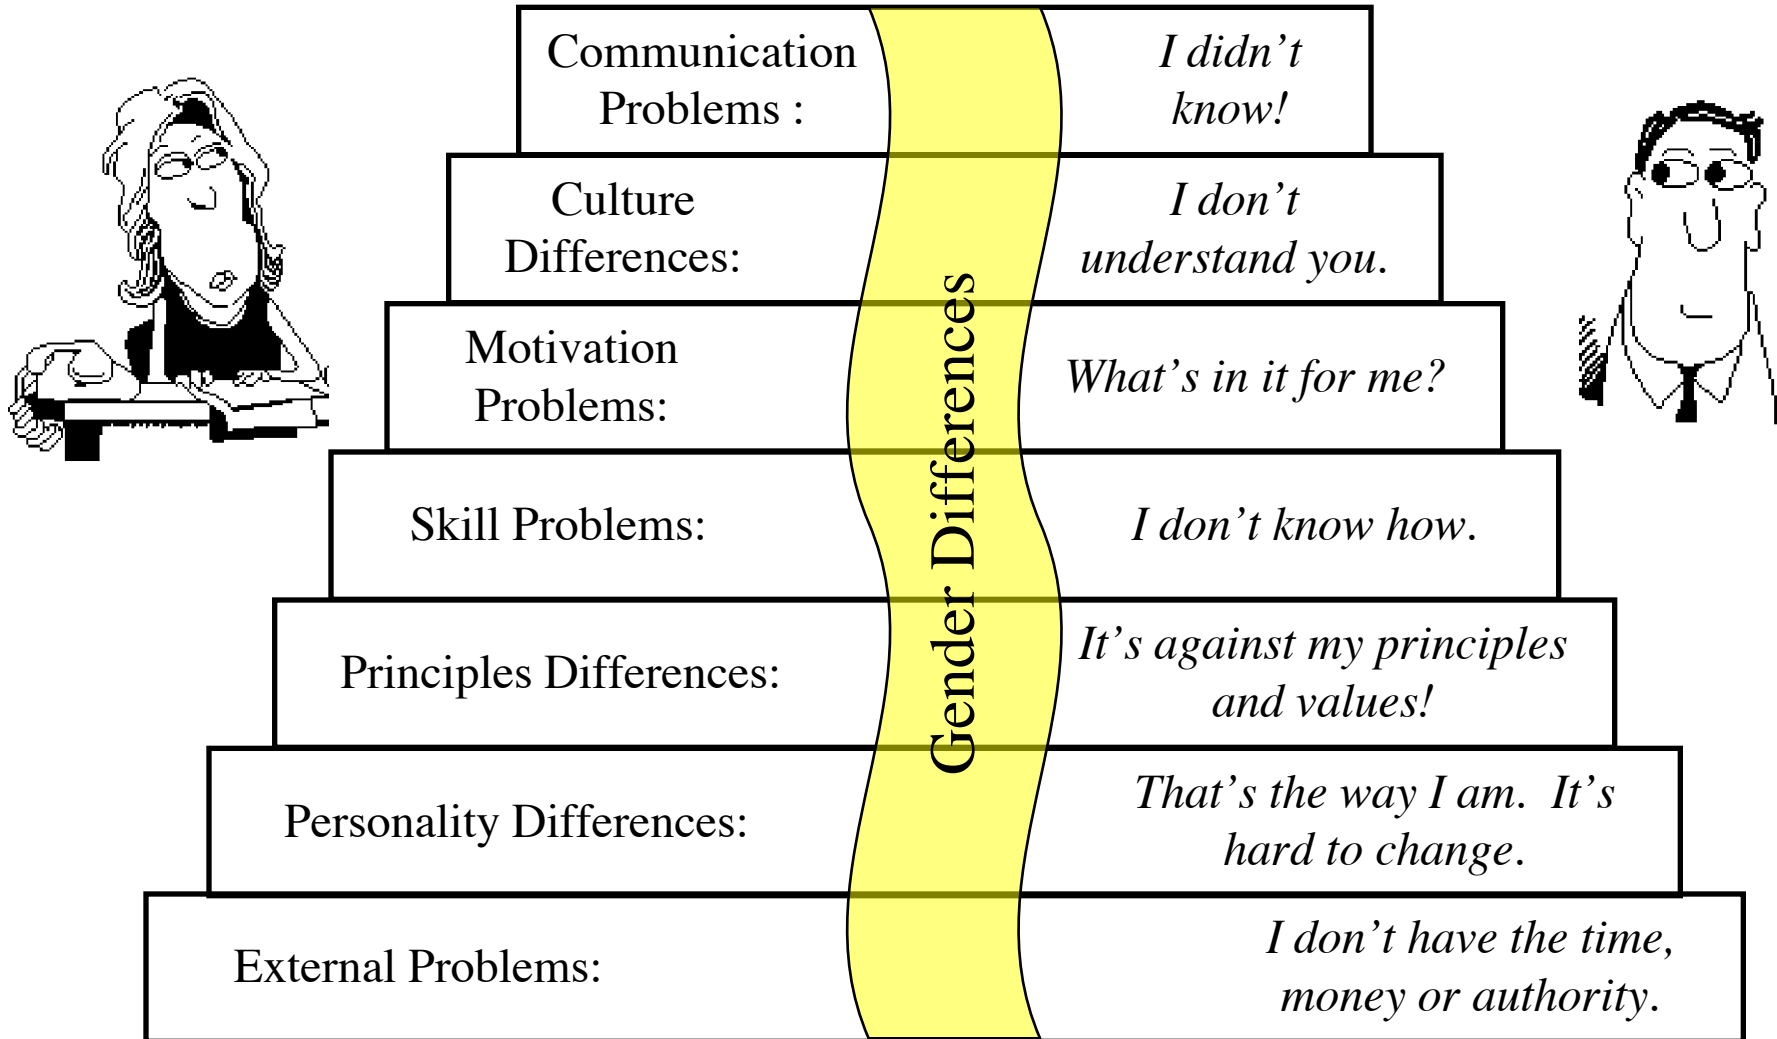 Communication
Problems :
I didn't
know!
Culture
Differences:
I don't
understand you.
Motivation
Problems:
What's in it for me?
Skill Problems:
I don't know how.
Principles Differences:
It's against my principles
and values!
Personality Differences:
That's the way I am.  It's
hard to change.
External Problems:
I don't have the time,
money or authority.
Gender Differences